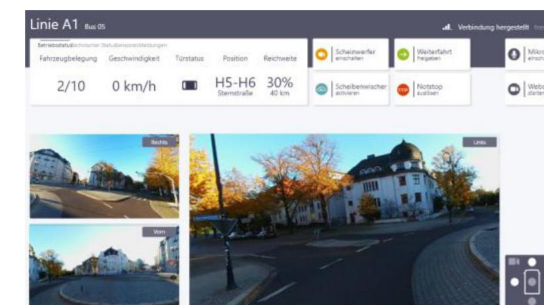 Linie A1 Bus 05
Verbindung hergestellt
Betriebsstatus
Fahrzeugbelegung Geschwindigkeit Türstatus Position Reichweite
2/10 0 km/h H5-H6 30%
Sternstraße 40 km
Scheinwerfer
einschalten
Weiterfahrt
freigeben
Scheibenwischer
aktivieren
Notstop
auslösen
Rechts
Links
Vorn